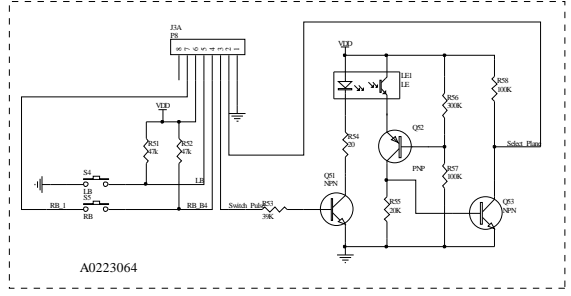 J3A
P8
8 7 6 5 4 3 2 1
VDD
VDD
LE1
LE
R56
300K
R58
100K
R51
47k
R52
47k
R54
20
Q52
PNP
Select_Plane
S4
LB
LB
S5
RB
RB_1
RB_B4
Switch_Pulse
R53
39K
Q51
NPN
R55
20K
R57
100K
Q53
NPN
A0223064